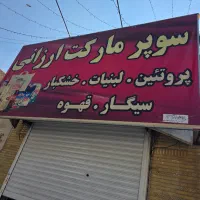 سوپر مارکت ارزانی
پروتئین . لبنیات . خشکبار
سیگار . قهوه